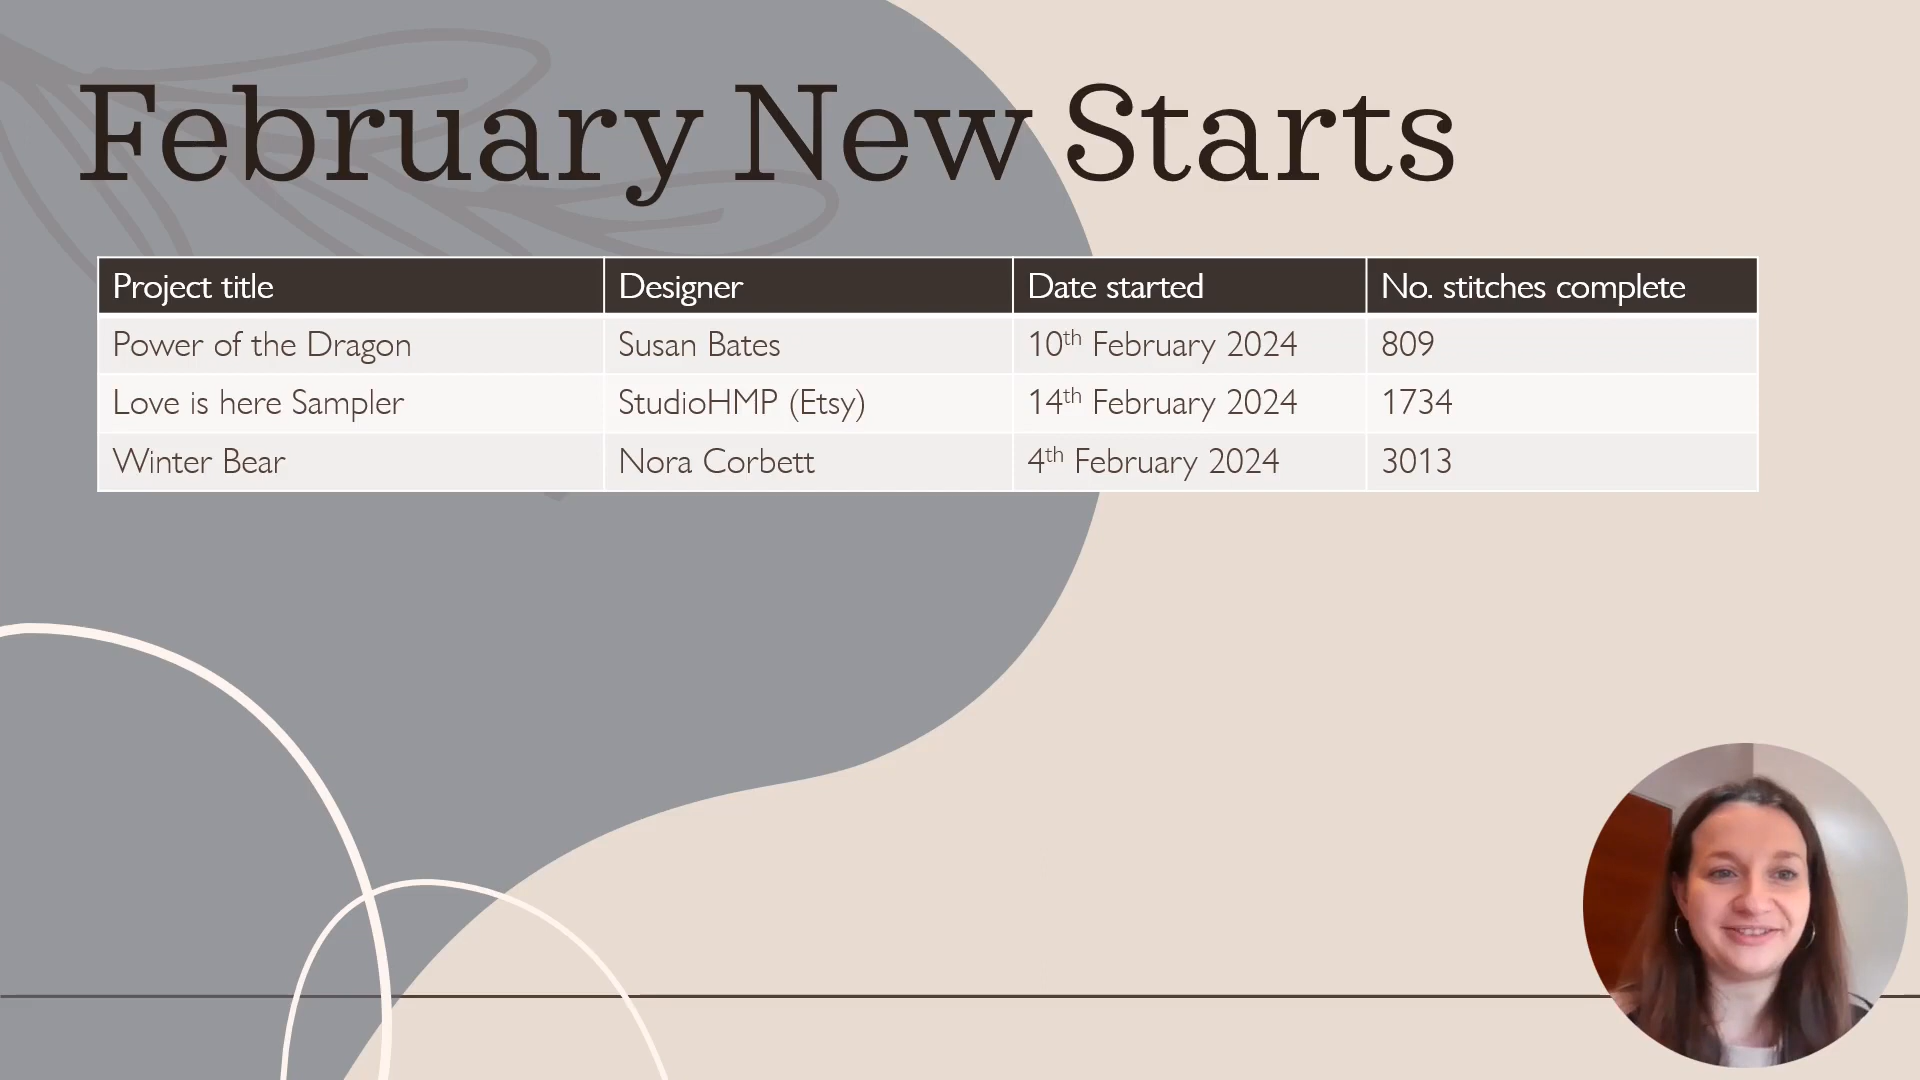 February New Starts
Project title Designer Date started No. stitches complete
Power of the Dragon Susan Bates 10th February 2024 809
Love is here Sampler StudioHMP (Etsy) 14th February 2024 1734
Winter Bear Nora Corbett 4th February 2024 3013